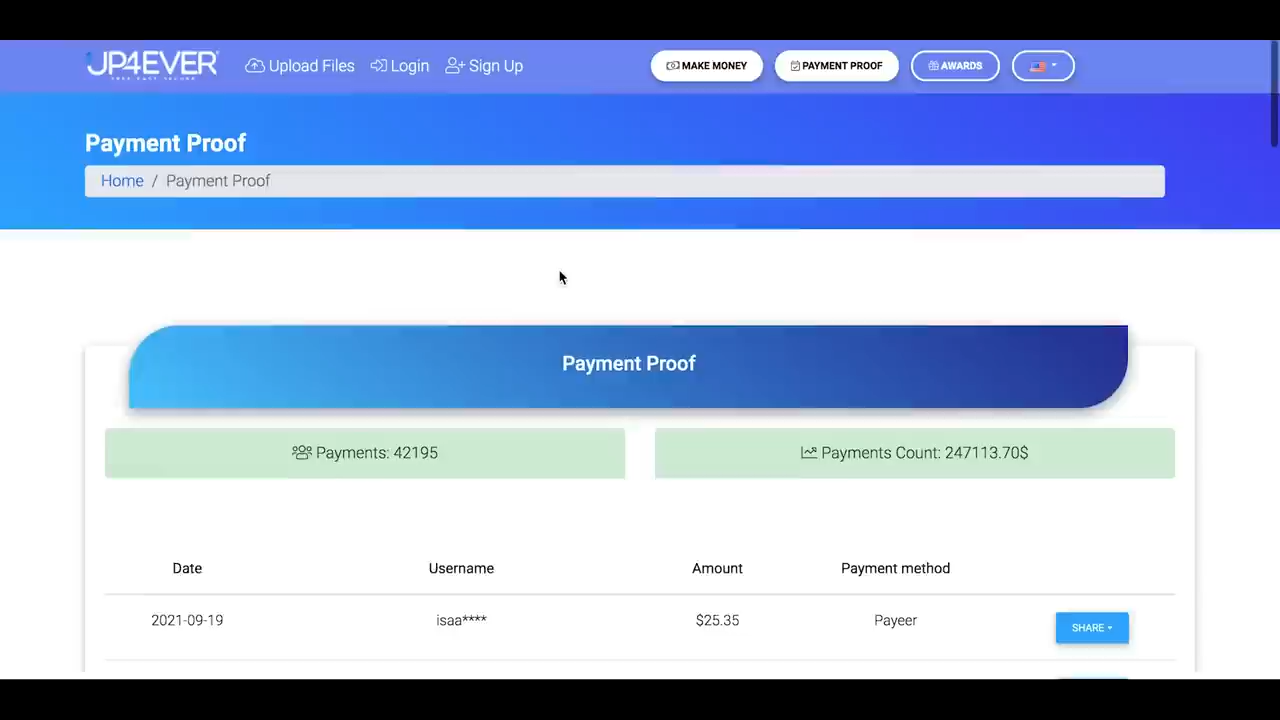 UP4EVER Upload Files Login Sign Up MAKE MONEY PAYMENT PROOF AWARDS
Payment Proof
Home / Payment Proof
Payment Proof
Payments: 42195 Payments Count: 247113.70$
Date Username Amount Payment method
2021-09-19 isaa**** $25.35 Payeer SHARE